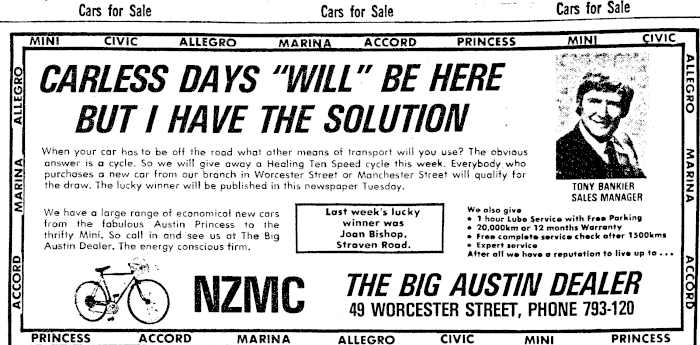 Cars for Sale Cars for Sale Cars for Sale
MINI CIVIC ALLEGRO MARINA ACCORD PRINCESS MINI CIVIC
ALLEGRO MARINA ACCORD
CARLESS DAYS "WILL" BE HERE
BUT I HAVE THE SOLUTION
When your car has to be off the road what other means of transport will you use? The obvious
answer is a cycle. So we will give away a Healing Ten Speed cycle this week. Everybody who
purchases a new car from our branch in Worcester Street or Manchester Street will qualify for
the draw. The lucky winner will be published in this newspaper Tuesday.
TONY BANKIER
SALES MANAGER
We have a large range of economical new cars
from the fabulous Austin Princess to the
thrifty Mini. So call in and see us at The Big
Austin Dealer. The energy conscious firm.
Last week's lucky
winner was
Joan Bishop,
Straven Road.
We also give
• 1 hour Lube Service with Free Parking
• 20,000km or 12 months Warranty
• Free complete service check after 1500kms
• Expert service
After all we have a reputation to live up to . . .
NZMC
THE BIG AUSTIN DEALER
49 WORCESTER STREET, PHONE 793-120
ALLEGRO MARINA ACCORD
PRINCESS ACCORD MARINA ALLEGRO CIVIC MINI PRINCESS